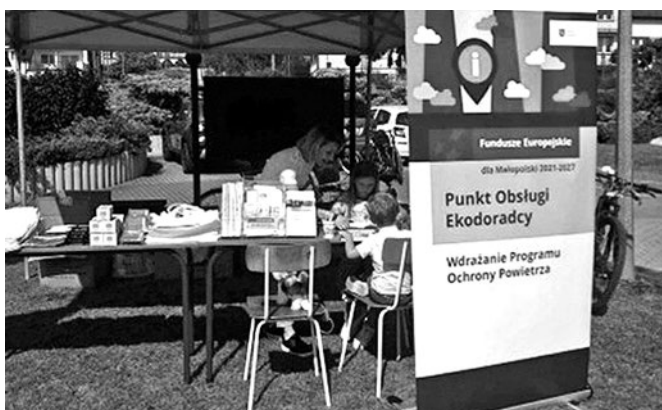 Fundusze Europejskie
dla Małopolski 2021-2027
Punkt Obsługi
Ekodoradcy
Wdrażanie Programu
Ochrony Powietrza